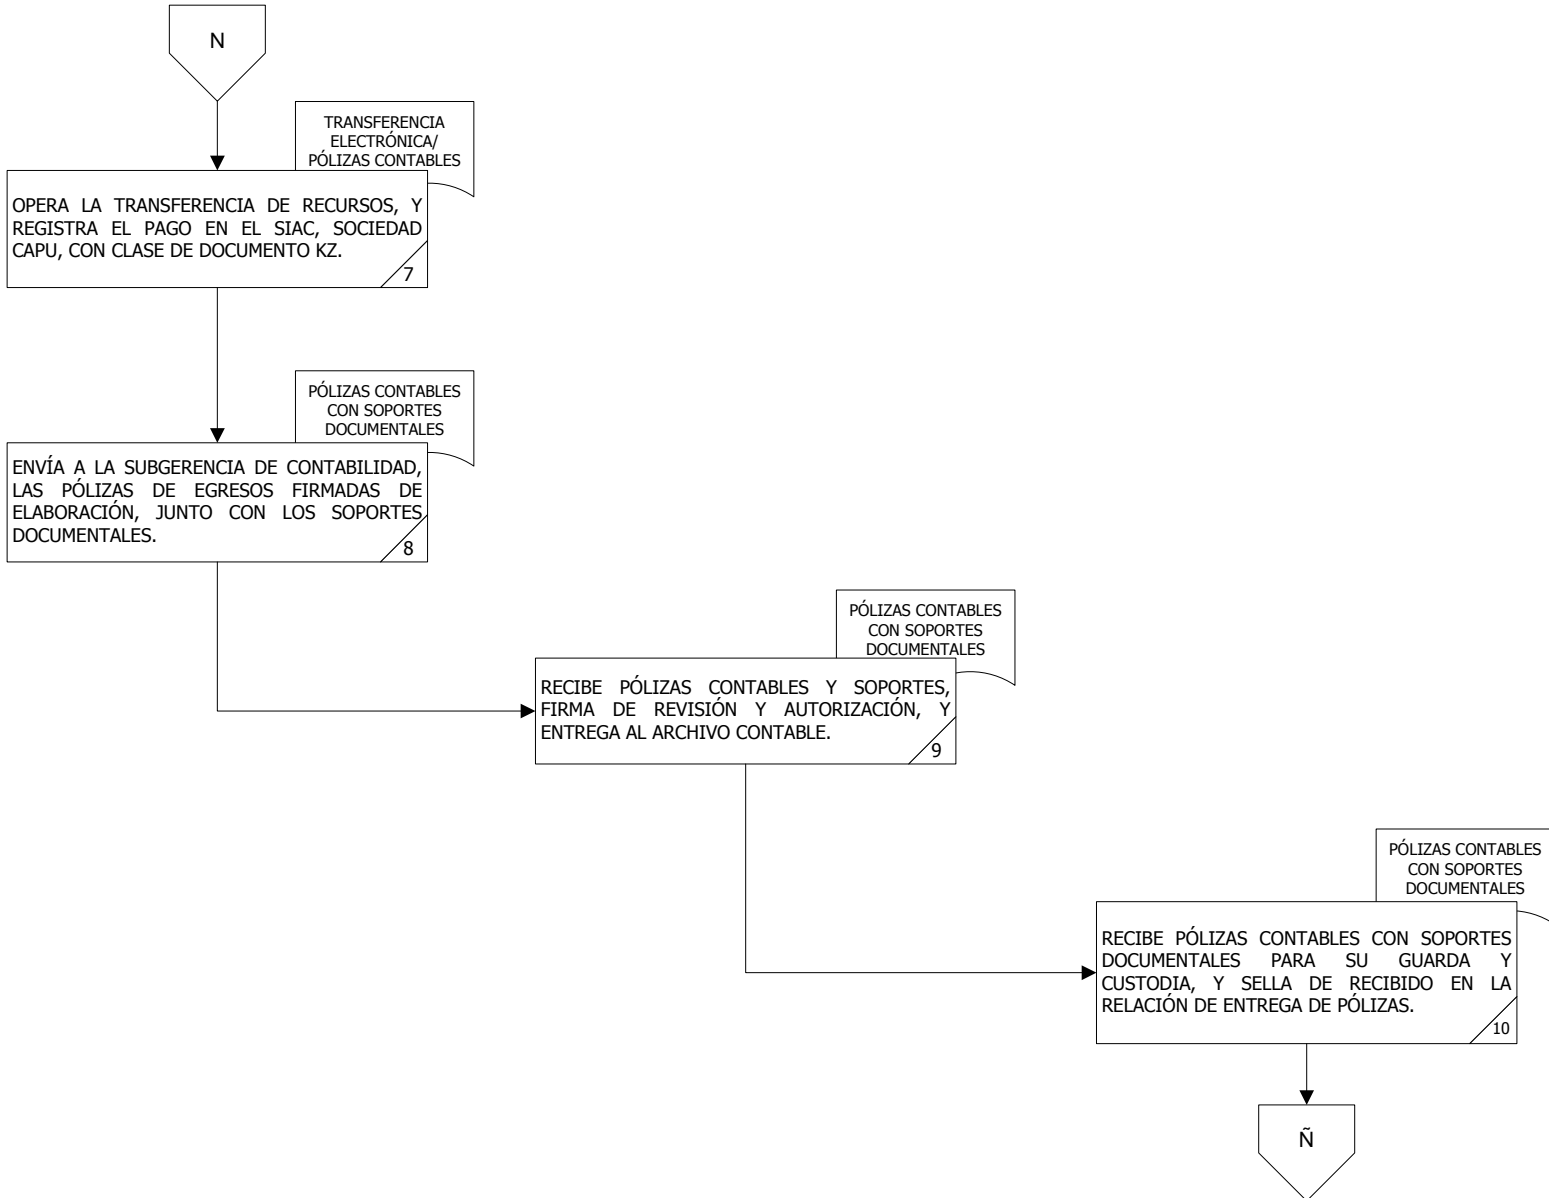 N
TRANSFERENCIA
ELECTRÓNICA/
PÓLIZAS CONTABLES
OPERA LA TRANSFERENCIA DE RECURSOS, Y
REGISTRA EL PAGO EN EL SIAC, SOCIEDAD
CAPU, CON CLASE DE DOCUMENTO KZ.
7
PÓLIZAS CONTABLES
CON SOPORTES
DOCUMENTALES
ENVÍA A LA SUBGERENCIA DE CONTABILIDAD,
LAS PÓLIZAS DE EGRESOS FIRMADAS DE
ELABORACIÓN, JUNTO CON LOS SOPORTES
DOCUMENTALES.
8
PÓLIZAS CONTABLES
CON SOPORTES
DOCUMENTALES
RECIBE PÓLIZAS CONTABLES Y SOPORTES,
FIRMA DE REVISIÓN Y AUTORIZACIÓN, Y
ENTREGA AL ARCHIVO CONTABLE.
9
PÓLIZAS CONTABLES
CON SOPORTES
DOCUMENTALES
RECIBE PÓLIZAS CONTABLES CON SOPORTES
DOCUMENTALES PARA SU GUARDA Y
CUSTODIA, Y SELLA DE RECIBIDO EN LA
RELACIÓN DE ENTREGA DE PÓLIZAS.
10
Ñ